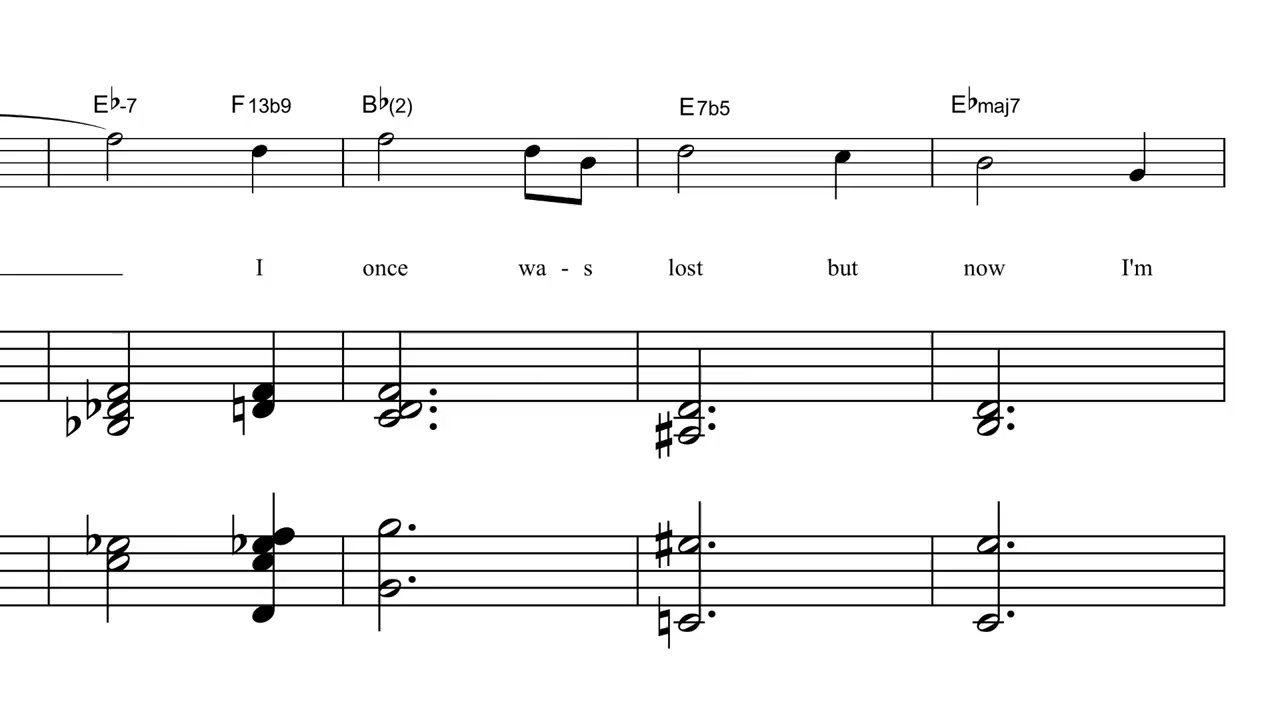 E♭-7 F13b9 B♭(2) E7b5 E♭maj7
I once wa - s lost but now I'm